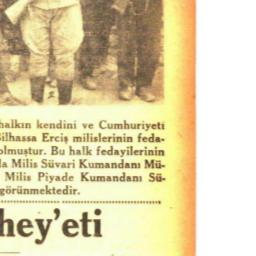 halkın kendini ve Cumhuriyeti
Bilhassa Erciş milislerinin feda-
olmuştur. Bu halk fedayilerinin
la Milis Süvari Kumandanı Mü-
Milis Piyade Kumandanı Sü-
görünmektedir.
hey'eti